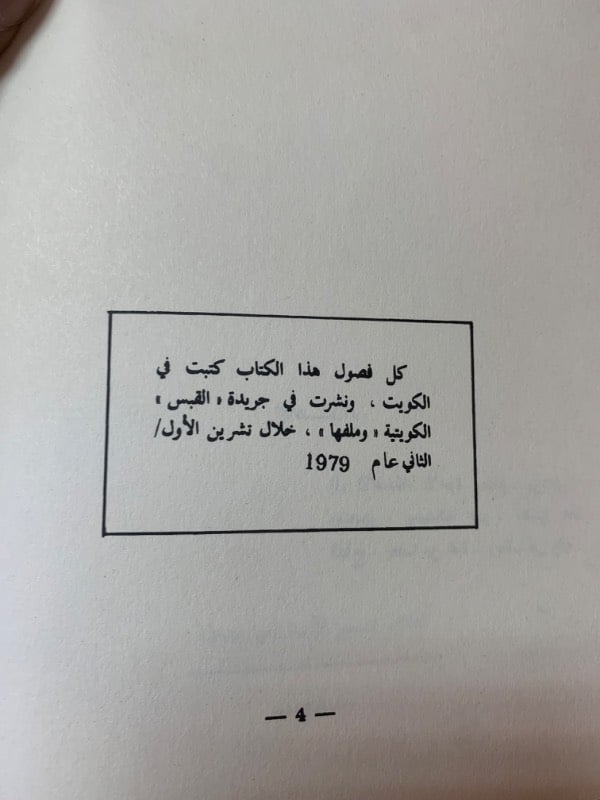 كل فصول هذا الكتاب كتبت في
الكويت ، ونشرت في جريدة «القبس»
الكويتية «وملفها» ، خلال تشرين الأول/
الثاني عام 1979
— 4 —